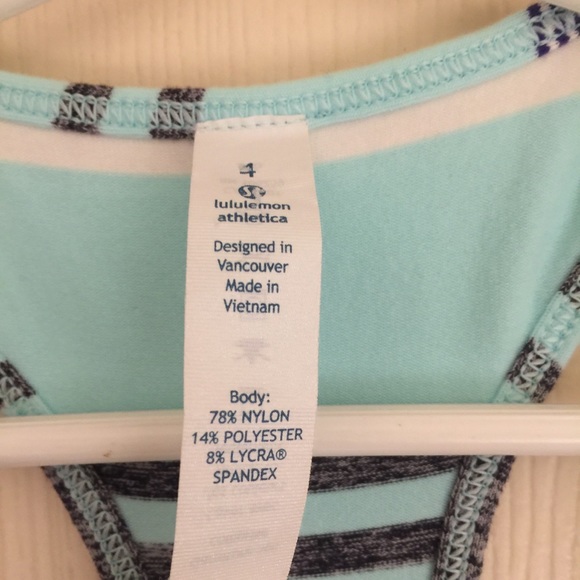 4
lululemon
athletica
Designed in
Vancouver
Made in
Vietnam
Body:
78% NYLON
14% POLYESTER
8% LYCRA®
SPANDEX